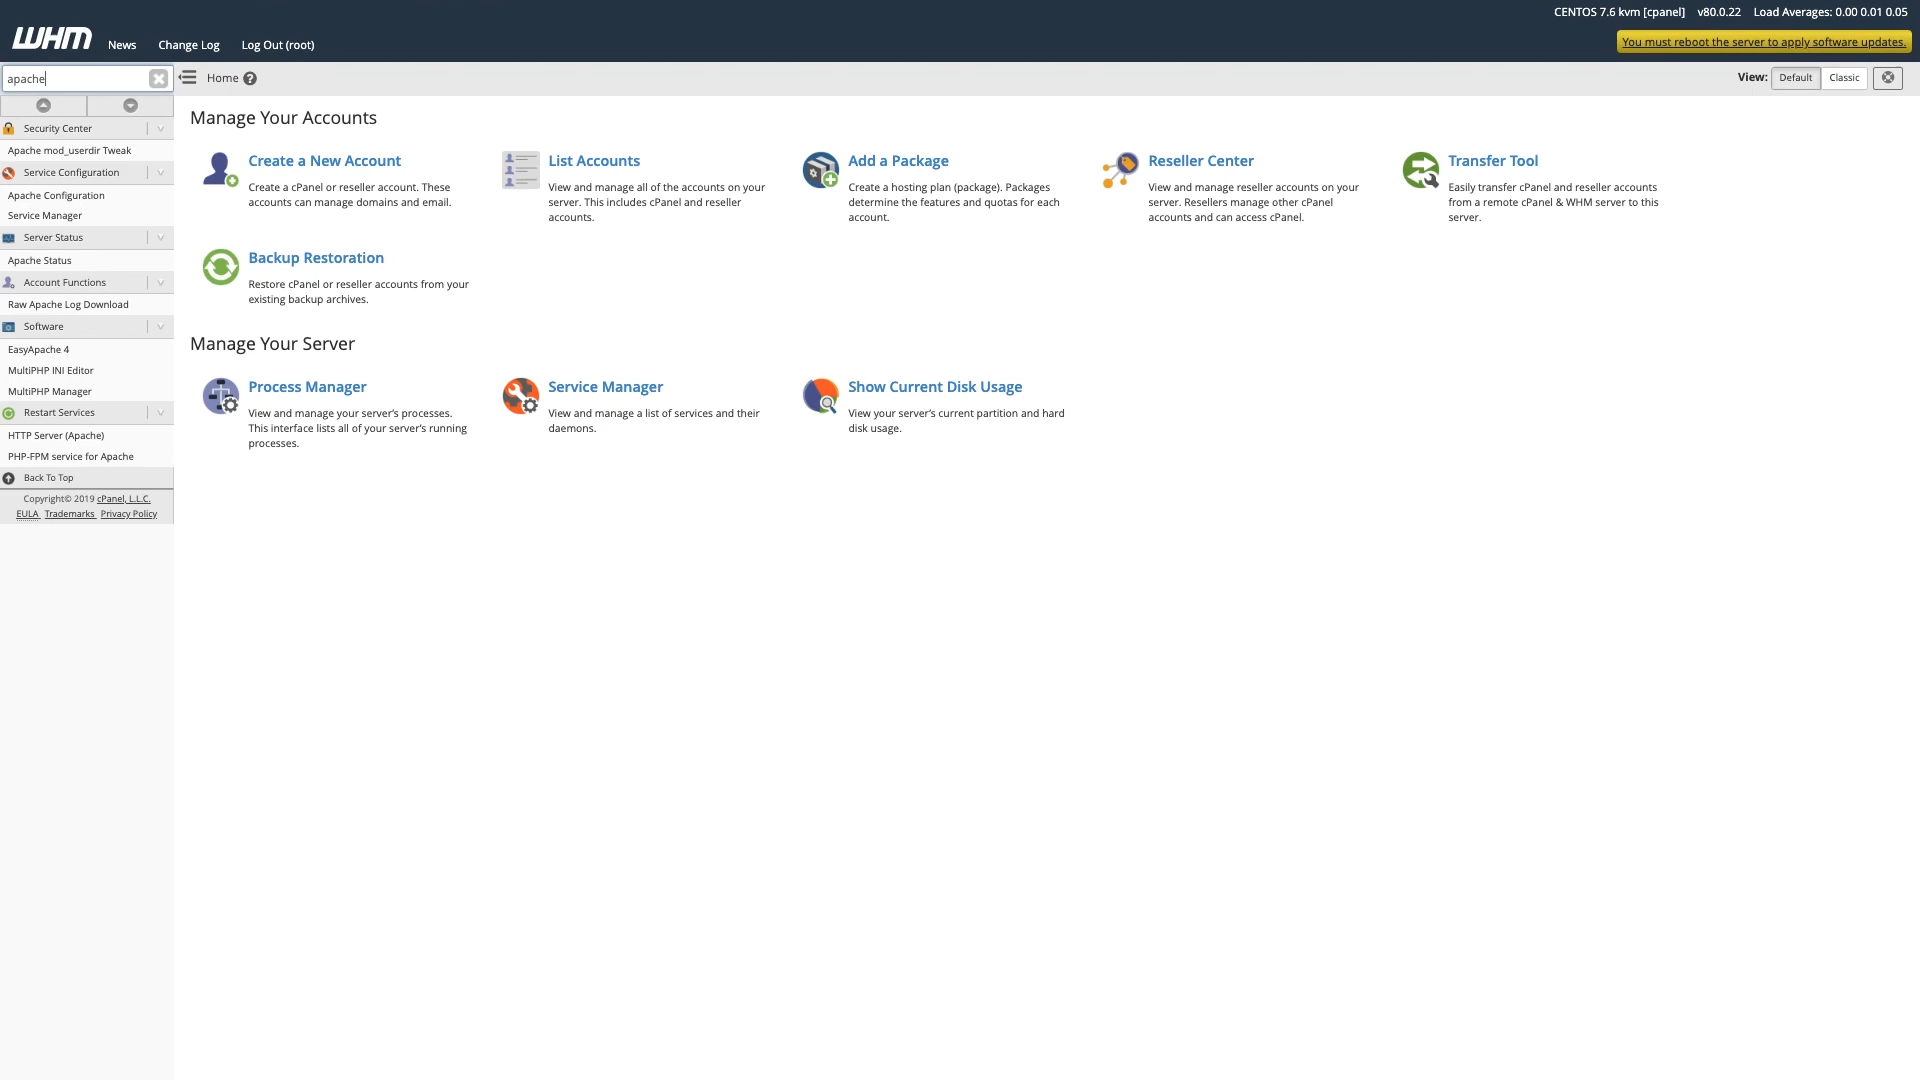 CENTOS 7.6 kvm [cpanel] v80.0.22 Load Averages: 0.00 0.01 0.05
WHM News Change Log Log Out (root)
You must reboot the server to apply software updates.
apache
Home
View: Default Classic
Security Center
Apache mod_userdir Tweak
Service Configuration
Apache Configuration
Service Manager
Server Status
Apache Status
Account Functions
Raw Apache Log Download
Software
EasyApache 4
MultiPHP INI Editor
MultiPHP Manager
Restart Services
HTTP Server (Apache)
PHP-FPM service for Apache
Back To Top
Copyright© 2019 cPanel, L.L.C.
EULA Trademarks Privacy Policy
Manage Your Accounts
Create a New Account
Create a cPanel or reseller account. These
accounts can manage domains and email.
List Accounts
View and manage all of the accounts on your
server. This includes cPanel and reseller
accounts.
Add a Package
Create a hosting plan (package). Packages
determine the features and quotas for each
account.
Reseller Center
View and manage reseller accounts on your
server. Resellers manage other cPanel
accounts and can access cPanel.
Transfer Tool
Easily transfer cPanel and reseller accounts
from a remote cPanel & WHM server to this
server.
Backup Restoration
Restore cPanel or reseller accounts from your
existing backup archives.
Manage Your Server
Process Manager
View and manage your server's processes.
This interface lists all of your server's running
processes.
Service Manager
View and manage a list of services and their
daemons.
Show Current Disk Usage
View your server's current partition and hard
disk usage.